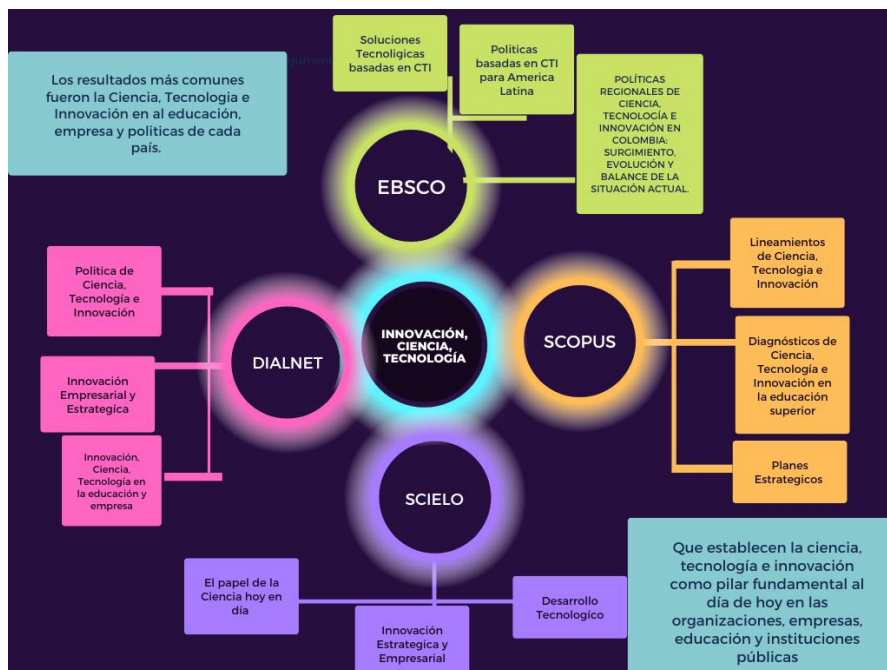 Los resultados más comunes
fueron la Ciencia, Tecnologia e
Innovación en al educación,
empresa y politicas de cada
país.
Soluciones
Tecnoligicas
basadas en CTI
Politicas
basadas en CTI
para America
Latina
POLÍTICAS
REGIONALES DE
CIENCIA,
TECNOLOGÍA E
INNOVACIÓN EN
COLOMBIA:
SURGIMIENTO,
EVOLUCIÓN Y
BALANCE DE LA
SITUACIÓN ACTUAL.
EBSCO
Politica de
Ciencia,
Tecnología e
Innovación
Innovación
Empresarial y
Estrategíca
Innovación,
Ciencia,
Tecnología en
la educación y
empresa
DIALNET
INNOVACIÓN,
CIENCIA,
TECNOLOGÍA
SCOPUS
Lineamientos
de Ciencia,
Tecnologia e
Innovación
Diagnósticos de
Ciencia,
Tecnología e
Innovación en
la educación
superior
Planes
Estrategicos
SCIELO
El papel de la
Ciencia hoy en
día
Innovación
Estrategica y
Empresarial
Desarrollo
Tecnologíco
Que establecen la ciencia,
tecnología e innovación
como pilar fundamental al
día de hoy en las
organizaciones, empresas,
educación y instituciones
públicas